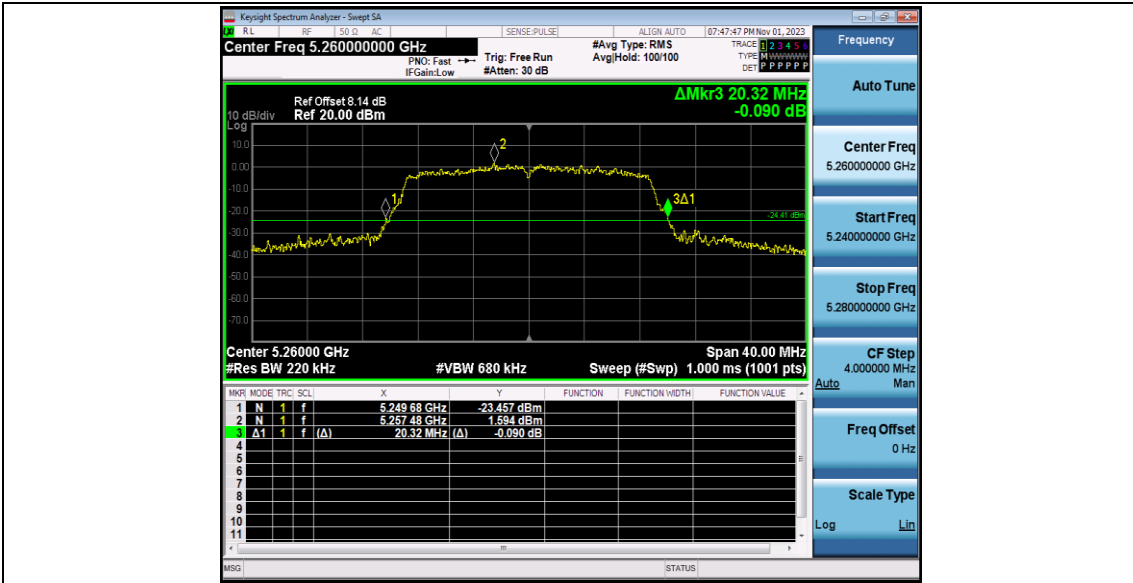 Keysight Spectrum Analyzer - Swept SA
RL RF 50 Ω AC SENSE:PULSE ALIGN AUTO 07:47:47 PM Nov 01, 2023
Center Freq 5.260000000 GHz
PNO: Fast
IFGain:Low
Trig: Free Run
#Atten: 30 dB
#Avg Type: RMS
Avg|Hold: 100/100
TRACE 1 2 3 4 5 6
TYPE M WWWWW
DET P P P P P P
Ref Offset 8.14 dB
Ref 20.00 dBm
10 dB/div
Log
ΔMkr3 20.32 MHz
-0.090 dB
10.0
0.00
-10.0
-20.0
-30.0
-40.0
-50.0
-60.0
-70.0
1
2
3Δ1
-24.41 dBm
Center 5.26000 GHz Span 40.00 MHz
#Res BW 220 kHz #VBW 680 kHz Sweep (#Swp) 1.000 ms (1001 pts)
MKR MODE TRC SCL X Y FUNCTION FUNCTION WIDTH FUNCTION VALUE
1 N 1 f 5.249 68 GHz -23.457 dBm
2 N 1 f 5.257 48 GHz 1.594 dBm
3 Δ1 1 f (Δ) 20.32 MHz (Δ) -0.090 dB
4
5
6
7
8
9
10
11
MSG STATUS
Frequency
Auto Tune
Center Freq
5.260000000 GHz
Start Freq
5.240000000 GHz
Stop Freq
5.280000000 GHz
CF Step
4.000000 MHz
Auto Man
Freq Offset
0 Hz
Scale Type
Log Lin